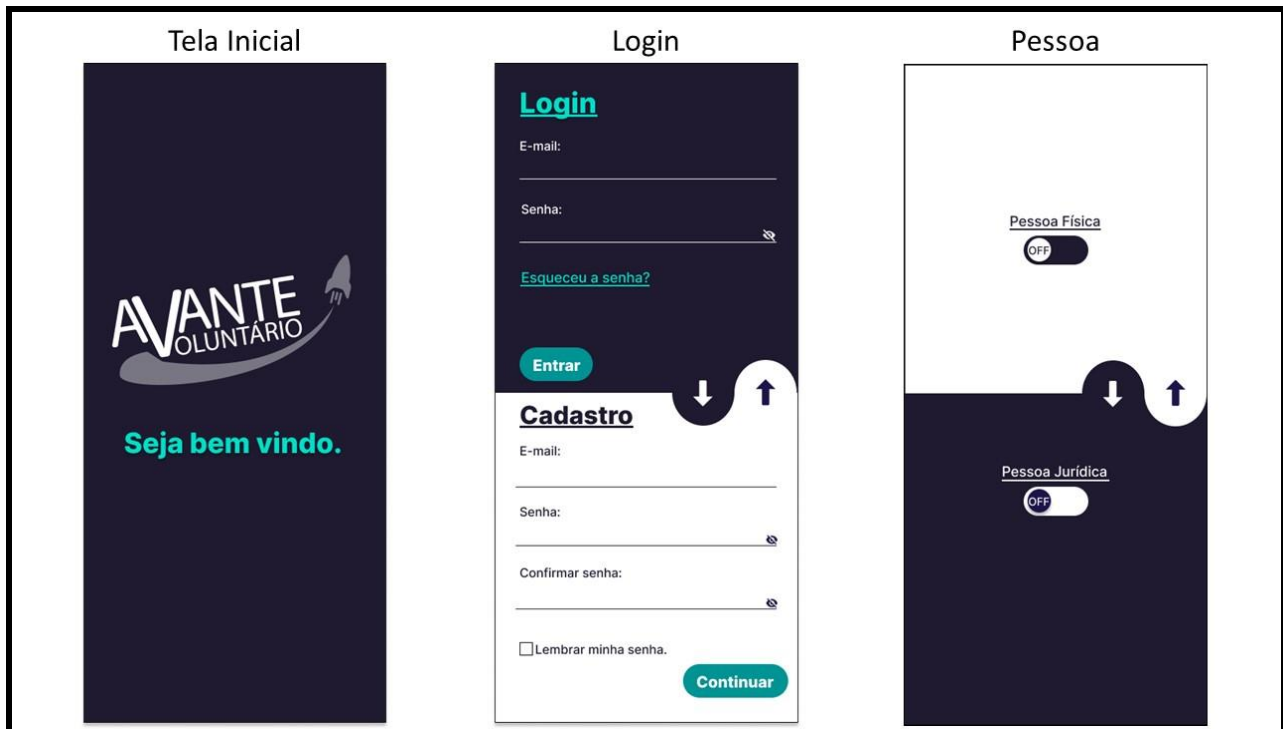 Tela Inicial
AVANTE
VOLUNTÁRIO
Seja bem vindo.
Login
Login
E-mail:
Senha:
Esqueceu a senha?
Entrar
Cadastro
E-mail:
Senha:
Confirmar senha:
Lembrar minha senha.
Continuar
Pessoa
Pessoa Física
OFF
Pessoa Jurídica
OFF